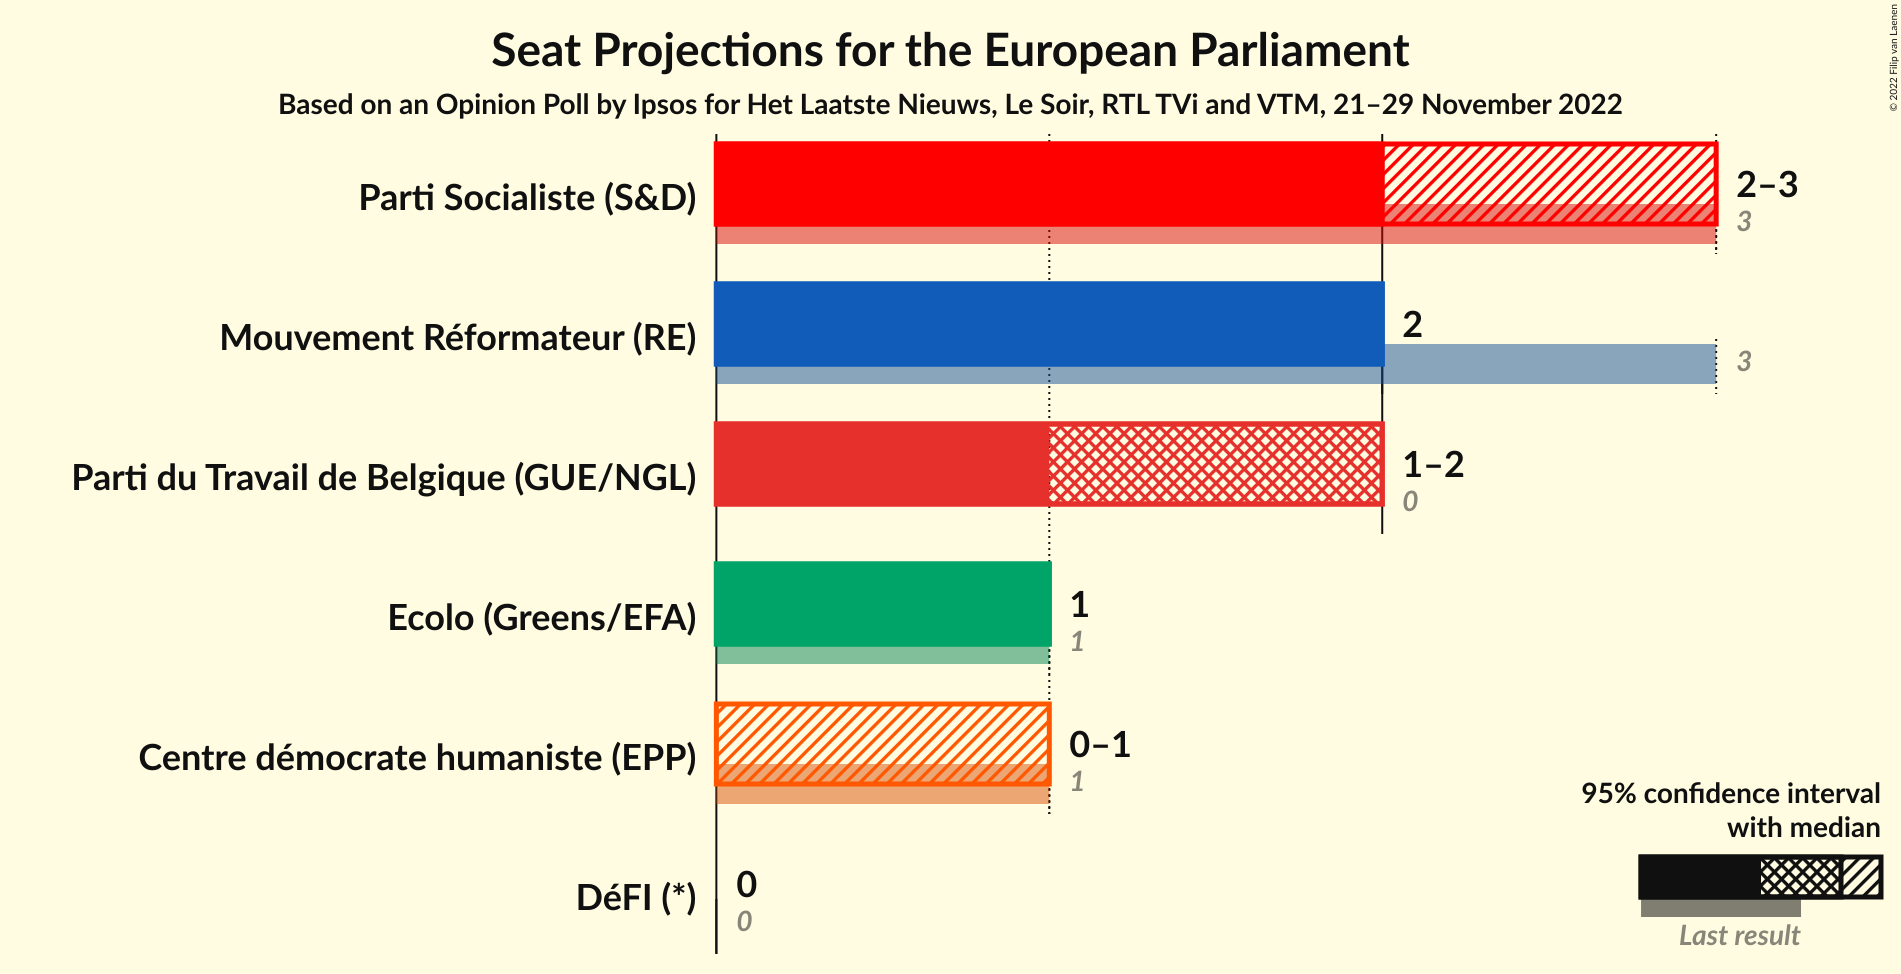 Seat Projections for the European Parliament
Based on an Opinion Poll by Ipsos for Het Laatste Nieuws, Le Soir, RTL TVi and VTM, 21–29 November 2022
© 2022 Filip van Laenen
Parti Socialiste (S&D)
2–3
3
Mouvement Réformateur (RE)
2
3
Parti du Travail de Belgique (GUE/NGL)
1–2
0
Ecolo (Greens/EFA)
1
1
Centre démocrate humaniste (EPP)
0–1
1
DéFI (*)
0
0
95% confidence interval
with median
Last result